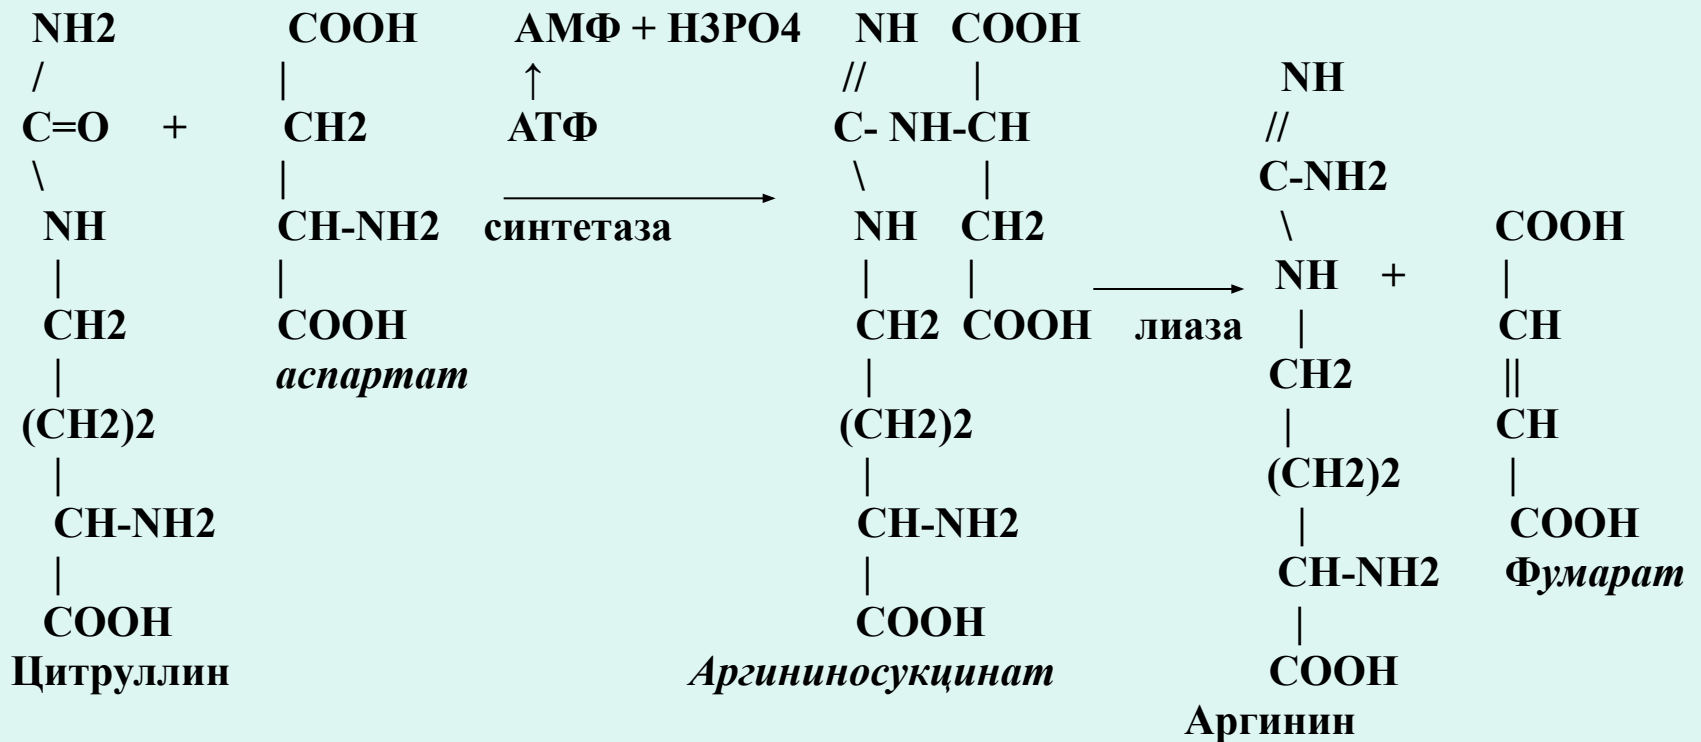 NH2 COOH АМФ + H3PO4 NH COOH
/ | ↑ // | NH
C=O + CH2 АТФ C- NH-CH //
\ | \ | C-NH2
NH CH-NH2 синтетаза NH CH2 \ COOH
| | | | NH + |
CH2 COOH CH2 COOH лиаза | CH
| аспартат | CH2 ||
(CH2)2 (CH2)2 | CH
| | (CH2)2 |
CH-NH2 CH-NH2 | COOH
| | CH-NH2 Фумарат
COOH COOH |
Цитруллин Аргининосукцинат COOH
Аргинин